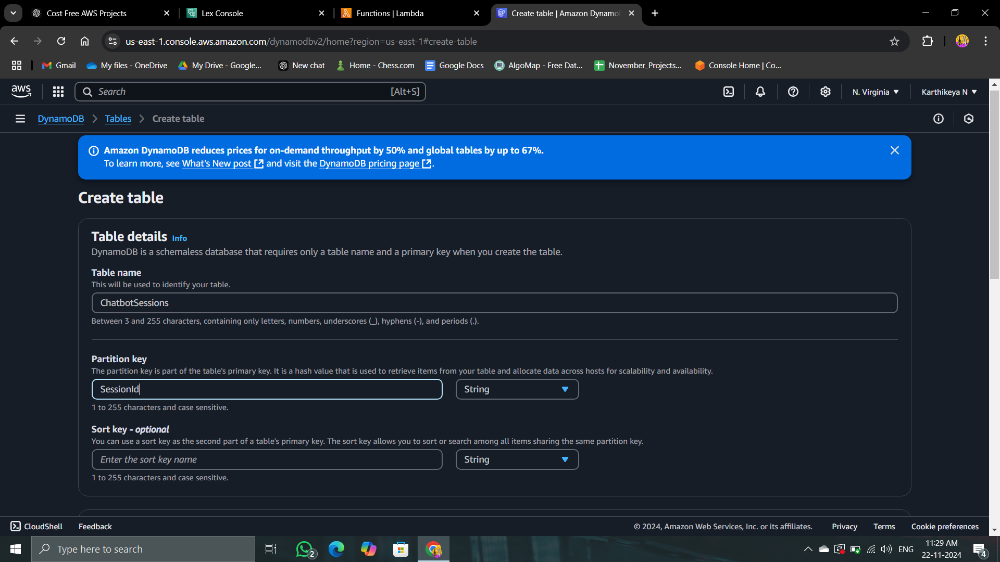 Cost Free AWS Projects
Lex Console
Functions | Lambda
Create table | Amazon Dynamo
us-east-1.console.aws.amazon.com/dynamodbv2/home?region=us-east-1#create-table
Gmail
My files - OneDrive
My Drive - Google...
New chat
Home - Chess.com
Google Docs
AlgoMap - Free Dat...
November_Projects...
Console Home | Co...
aws
Search
[Alt+S]
N. Virginia
Karthikeya N
DynamoDB
Tables
Create table
Amazon DynamoDB reduces prices for on-demand throughput by 50% and global tables by up to 67%.
To learn more, see What's New post and visit the DynamoDB pricing page.
Create table
Table details Info
DynamoDB is a schemaless database that requires only a table name and a primary key when you create the table.
Table name
This will be used to identify your table.
ChatbotSessions
Between 3 and 255 characters, containing only letters, numbers, underscores (_), hyphens (-), and periods (.).
Partition key
The partition key is part of the table's primary key. It is a hash value that is used to retrieve items from your table and allocate data across hosts for scalability and availability.
SessionId
String
1 to 255 characters and case sensitive.
Sort key - optional
You can use a sort key as the second part of a table's primary key. The sort key allows you to sort or search among all items sharing the same partition key.
Enter the sort key name
String
1 to 255 characters and case sensitive.
CloudShell
Feedback
© 2024, Amazon Web Services, Inc. or its affiliates.
Privacy
Terms
Cookie preferences
Type here to search
2
ENG
11:29 AM
22-11-2024
4